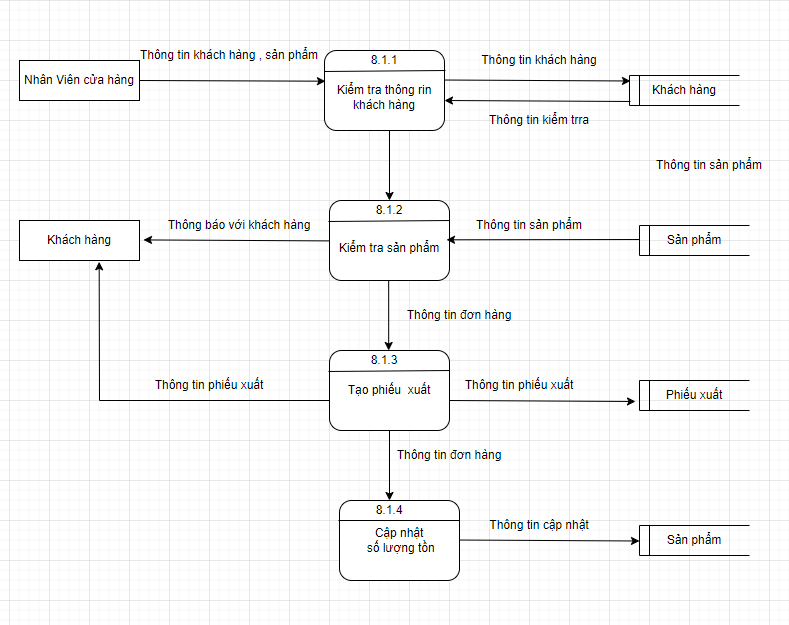 Thông tin khách hàng , sản phẩm
Nhân Viên cửa hàng
8.1.1
Kiểm tra thông rin
khách hàng
Thông tin khách hàng
Khách hàng
Thông tin kiểm trra
Thông tin sản phẩm
8.1.2
Kiểm tra sản phẩm
Thông báo với khách hàng
Khách hàng
Thông tin sản phẩm
Sản phẩm
Thông tin đơn hàng
8.1.3
Tạo phiếu xuất
Thông tin phiếu xuất
Thông tin phiếu xuất
Phiếu xuất
Thông tin đơn hàng
8.1.4
Cập nhật
số lượng tồn
Thông tin cập nhật
Sản phẩm